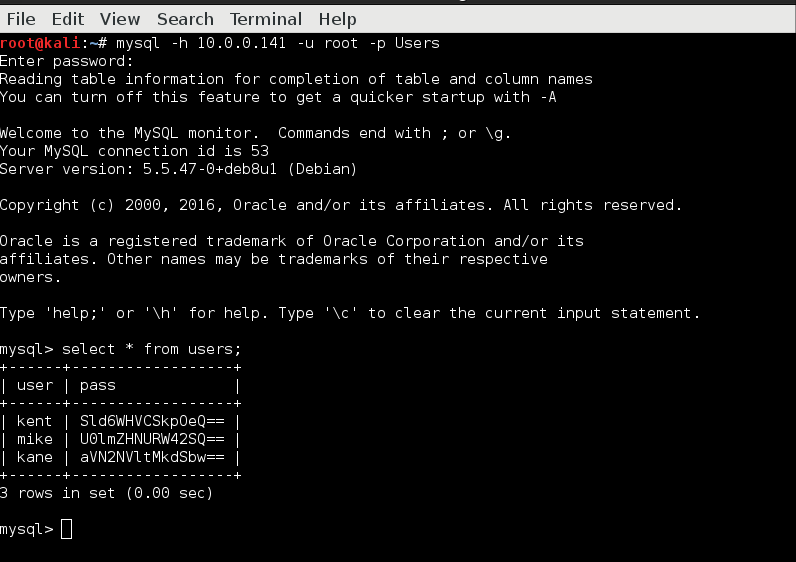 File Edit View Search Terminal Help
root@kali:~# mysql -h 10.0.0.141 -u root -p Users
Enter password:
Reading table information for completion of table and column names
You can turn off this feature to get a quicker startup with -A
Welcome to the MySQL monitor.  Commands end with ; or \g.
Your MySQL connection id is 53
Server version: 5.5.47-0+deb8u1 (Debian)
Copyright (c) 2000, 2016, Oracle and/or its affiliates. All rights reserved.
Oracle is a registered trademark of Oracle Corporation and/or its
affiliates. Other names may be trademarks of their respective
owners.
Type 'help;' or '\h' for help. Type '\c' to clear the current input statement.
mysql> select * from users;
+------+------------------+
| user | pass             |
+------+------------------+
| kent | Sld6WHVCSkpOeQ== |
| mike | U0lmZHNURW42SQ== |
| kane | aVN2NVltMkdSbw== |
+------+------------------+
3 rows in set (0.00 sec)
mysql>